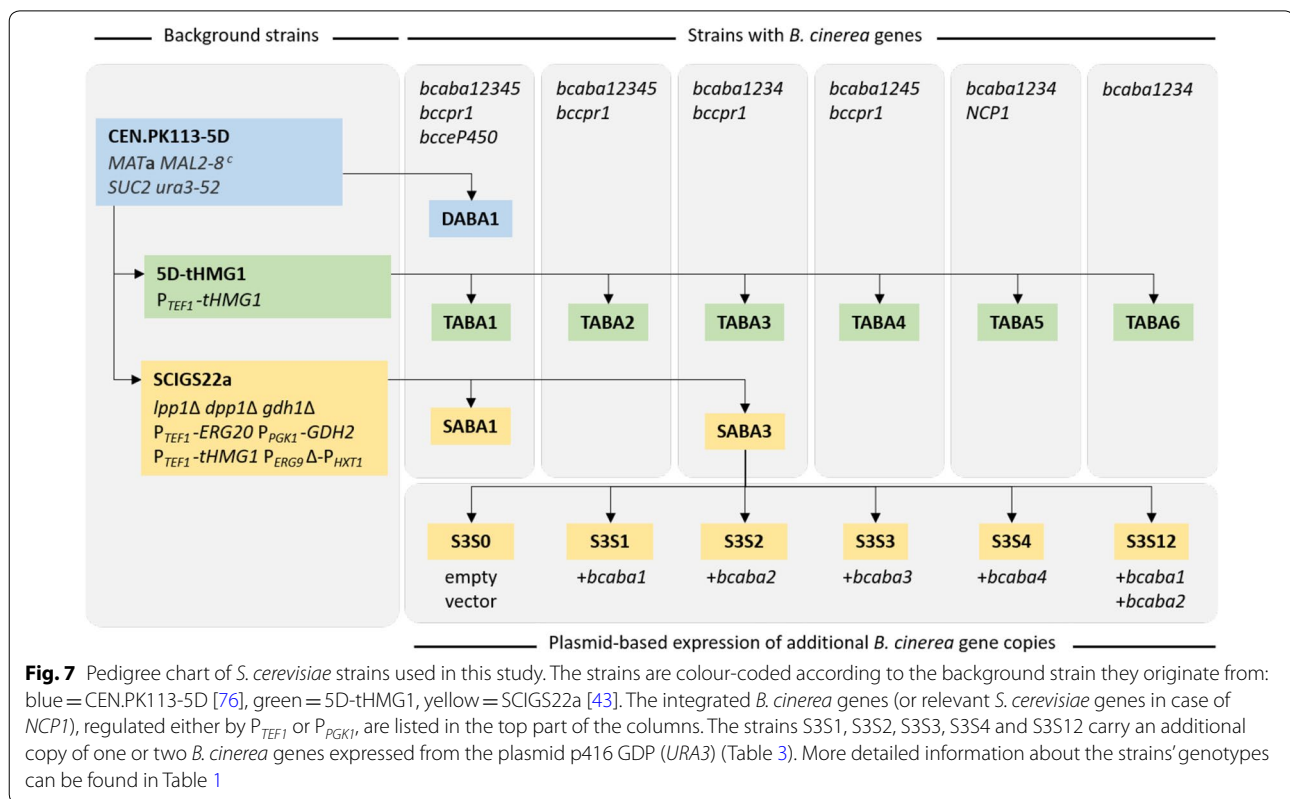 Background strains
Strains with B. cinerea genes
bcaba12345
bccpr1
bcceP450
bcaba12345
bccpr1
bcaba1234
bccpr1
bcaba1245
bccpr1
bcaba1234
NCP1
bcaba1234
CEN.PK113-5D
MATa MAL2-8c
SUC2 ura3-52
DABA1
5D-tHMG1
PTEF1-tHMG1
TABA1
TABA2
TABA3
TABA4
TABA5
TABA6
SCIGS22a
lpp1Δ dpp1Δ gdh1Δ
PTEF1-ERG20 PPGK1-GDH2
PTEF1-tHMG1 PERG9Δ-PHXT1
SABA1
SABA3
S3S0
empty
vector
S3S1
+bcaba1
S3S2
+bcaba2
S3S3
+bcaba3
S3S4
+bcaba4
S3S12
+bcaba1
+bcaba2
Plasmid-based expression of additional B. cinerea gene copies
Fig. 7 Pedigree chart of S. cerevisiae strains used in this study. The strains are colour-coded according to the background strain they originate from:
blue = CEN.PK113-5D [76], green = 5D-tHMG1, yellow = SCIGS22a [43]. The integrated B. cinerea genes (or relevant S. cerevisiae genes in case of
NCP1), regulated either by PTEF1 or PPGK1, are listed in the top part of the columns. The strains S3S1, S3S2, S3S3, S3S4 and S3S12 carry an additional
copy of one or two B. cinerea genes expressed from the plasmid p416 GDP (URA3) (Table 3). More detailed information about the strains' genotypes
can be found in Table 1